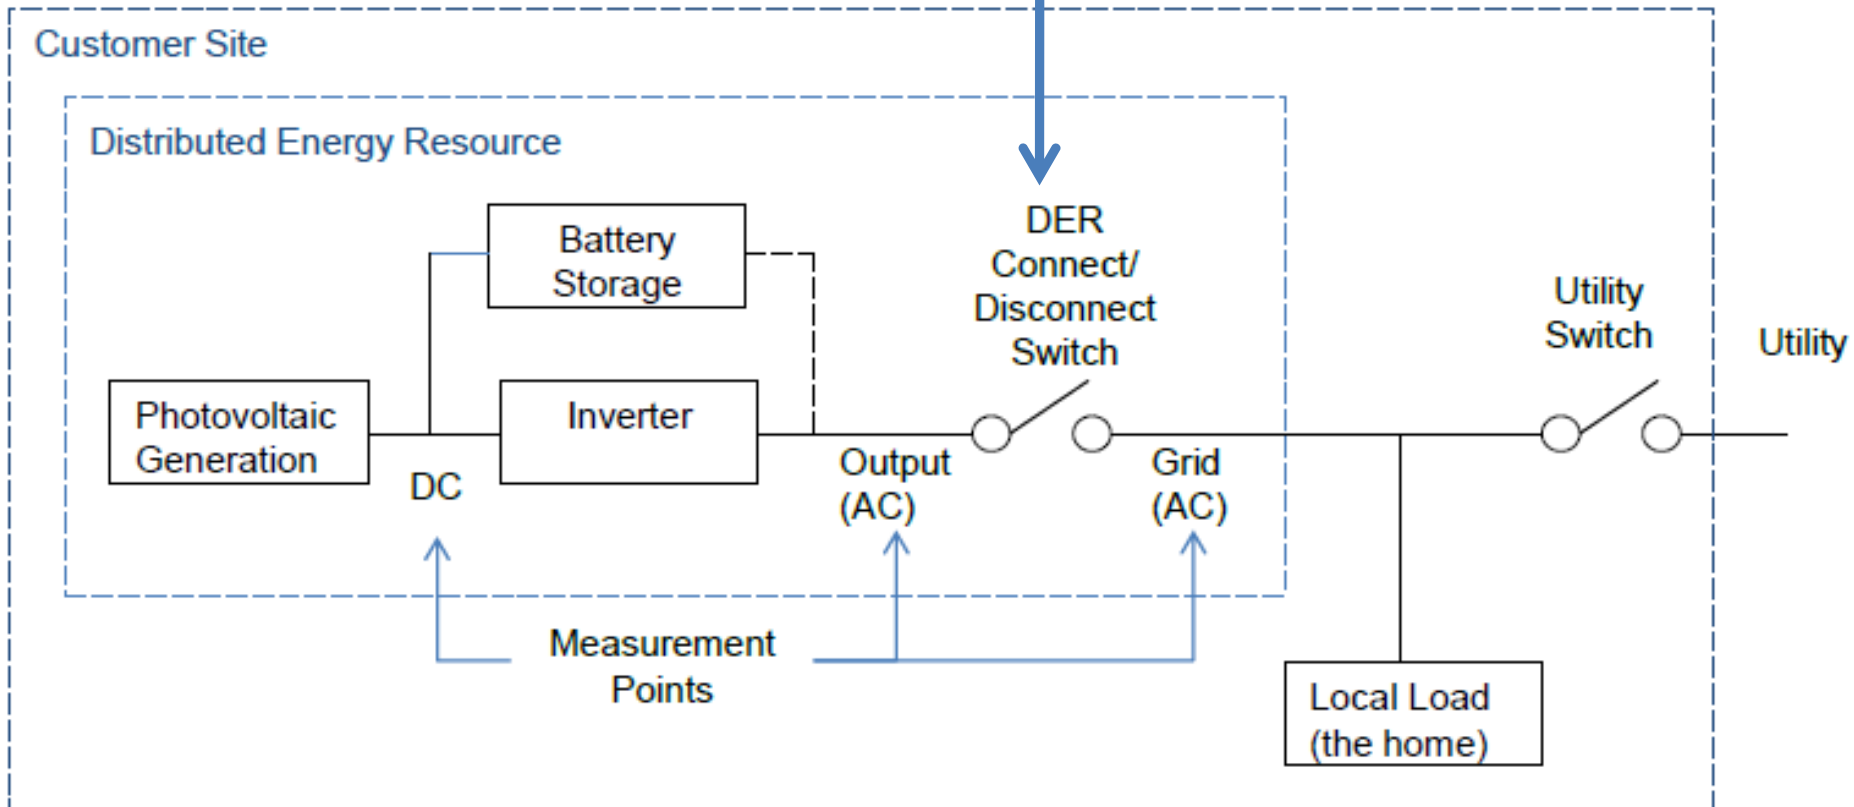 Customer Site
Distributed Energy Resource
Battery
Storage
DER
Connect/
Disconnect
Switch
Utility
Switch
Utility
Photovoltaic
Generation
DC
Inverter
Output
(AC)
Grid
(AC)
Measurement
Points
Local Load
(the home)